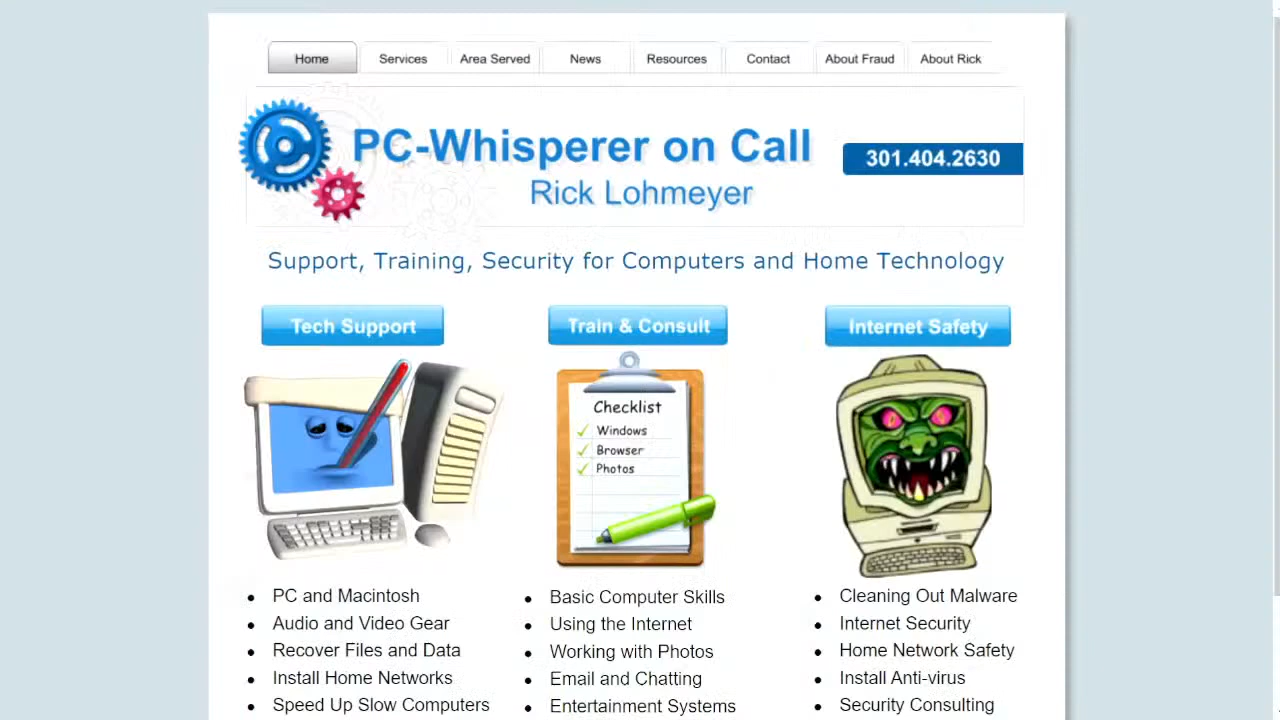 Home Services Area Served News Resources Contact About Fraud About Rick
PC-Whisperer on Call
301.404.2630
Rick Lohmeyer
Support, Training, Security for Computers and Home Technology
Tech Support
Train & Consult
Internet Safety
Checklist
Windows
Browser
Photos
PC and Macintosh
Audio and Video Gear
Recover Files and Data
Install Home Networks
Speed Up Slow Computers
Basic Computer Skills
Using the Internet
Working with Photos
Email and Chatting
Entertainment Systems
Cleaning Out Malware
Internet Security
Home Network Safety
Install Anti-virus
Security Consulting